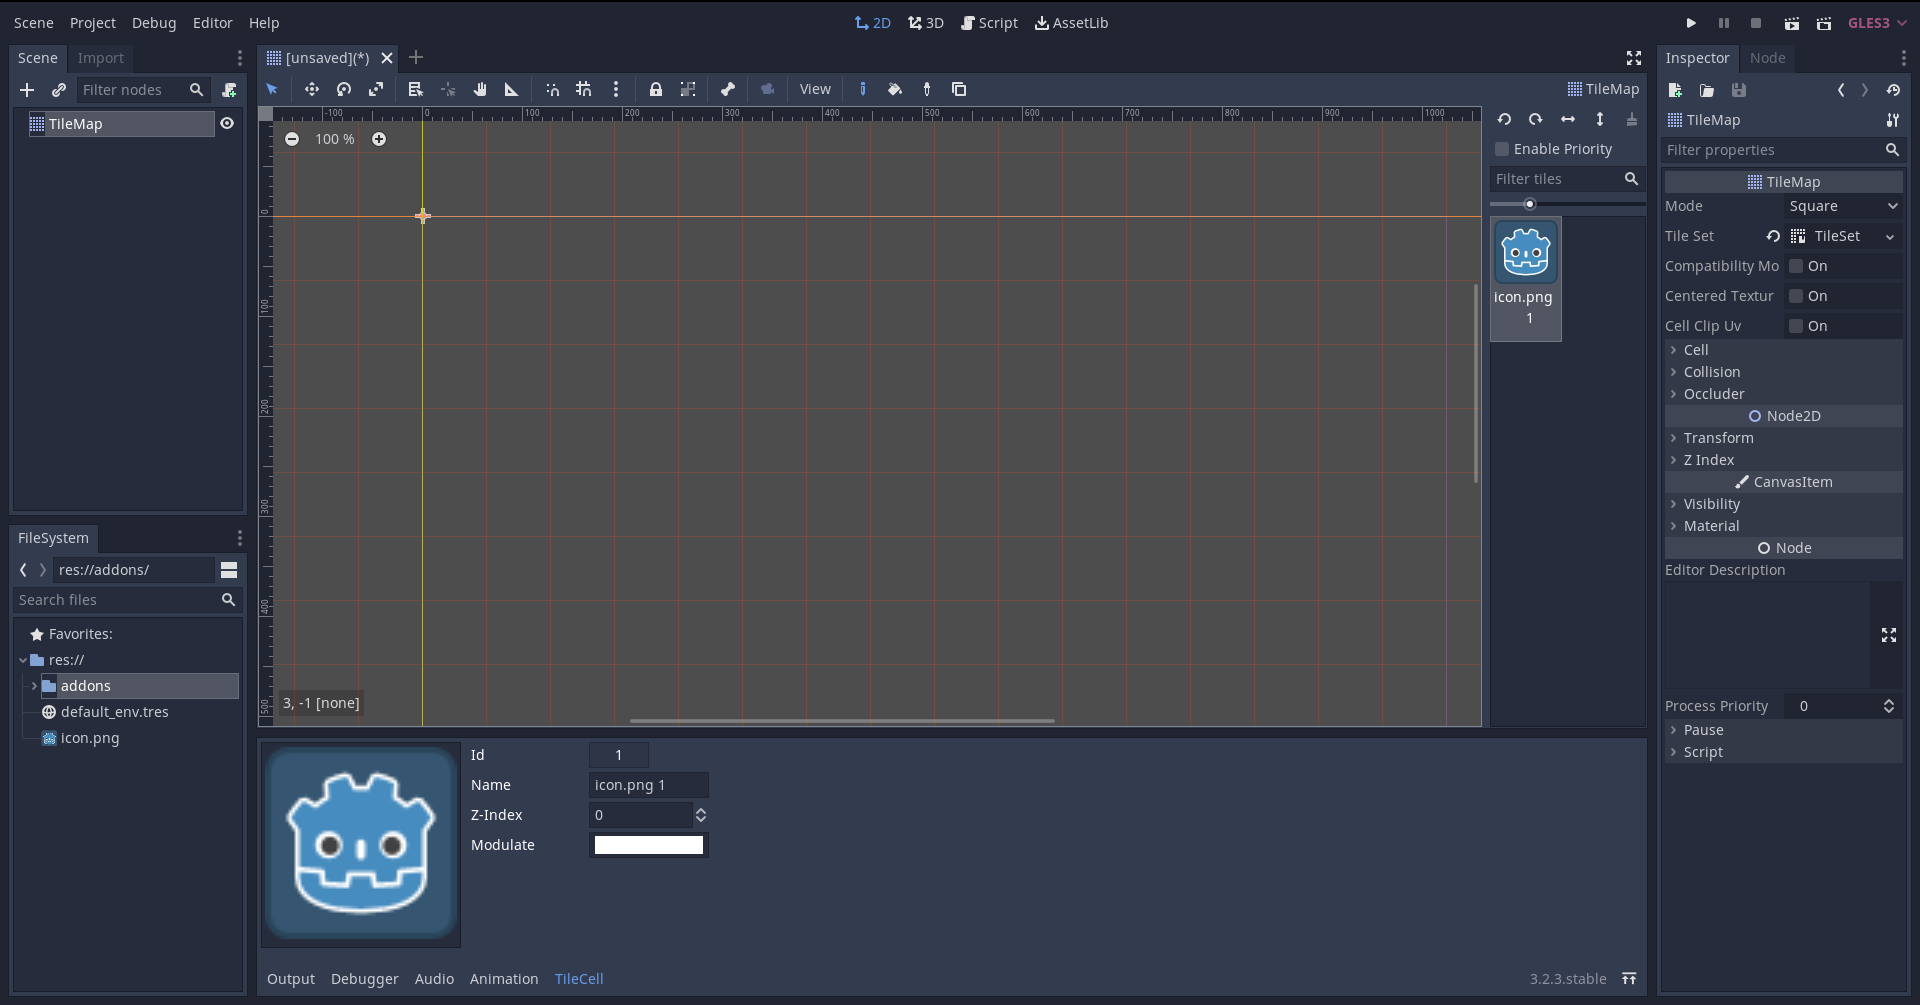 Scene Project Debug Editor Help 2D 3D Script AssetLib GLES3
Scene Import
Filter nodes
TileMap
FileSystem
res://addons/
Search files
Favorites:
res://
addons
default_env.tres
icon.png
[unsaved](*)
View TileMap
-100 0 100 200 300 400 500 600 700 800 900 1000
100 %
0
100
200
300
400
500
3, -1 [none]
Enable Priority
Filter tiles
icon.png
1
Id 1
Name icon.png 1
Z-Index 0
Modulate
Output Debugger Audio Animation TileCell 3.2.3.stable
Inspector Node
TileMap
Filter properties
TileMap
Mode Square
Tile Set TileSet
Compatibility Mo On
Centered Textur On
Cell Clip Uv On
Cell
Collision
Occluder
Node2D
Transform
Z Index
CanvasItem
Visibility
Material
Node
Editor Description
Process Priority 0
Pause
Script